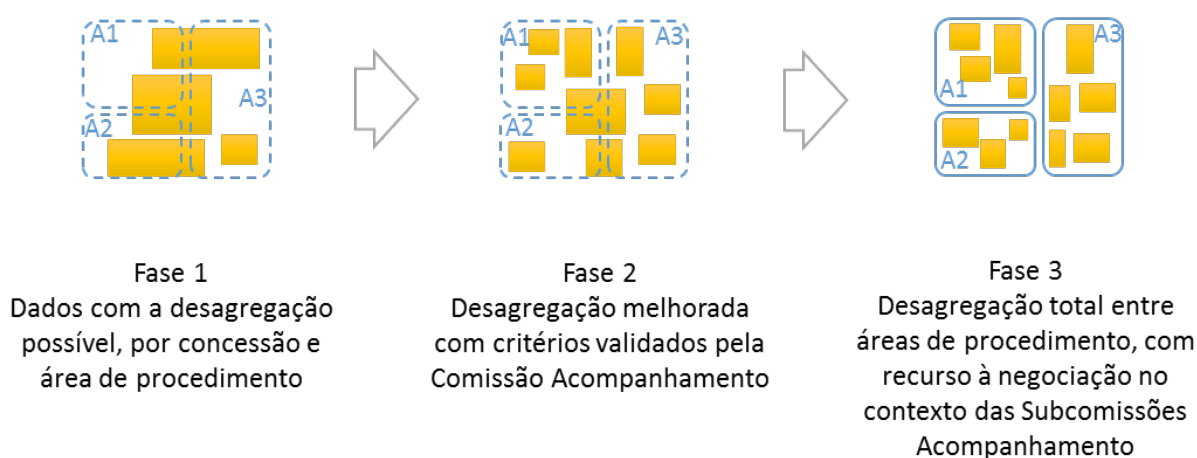 A1
A2
A3
A1
A2
A3
A1
A2
A3
Fase 1
Dados com a desagregação
possível, por concessão e
área de procedimento
Fase 2
Desagregação melhorada
com critérios validados pela
Comissão Acompanhamento
Fase 3
Desagregação total entre
áreas de procedimento, com
recurso à negociação no
contexto das Subcomissões
Acompanhamento